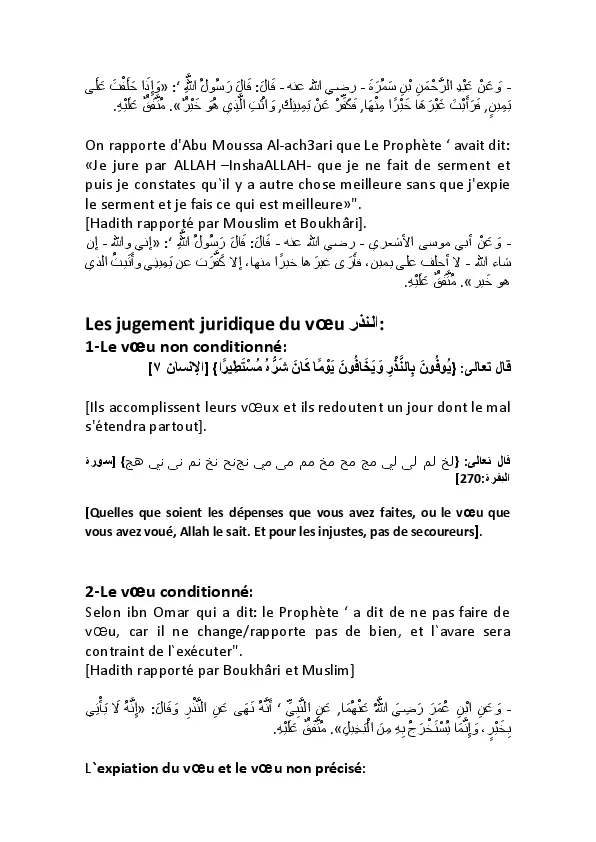 - وَعَنْ عَبْدِ الرَّحْمَنِ بْنِ سَمُرَةَ - رضي الله عنه - قَالَ: قَالَ رَسُولُ اللَّهِ ‘: «وَإِذَا حَلَفْتَ عَلَى
يَمِينٍ, فَرَأَيْتَ غَيْرَهَا خَيْرًا مِنْهَا, فَكَفِّرْ عَنْ يَمِينِكَ, وَائْتِ الَّذِي هُوَ خَيْرٌ». مُتَّفَقٌ عَلَيْهِ.
On rapporte d'Abu Moussa Al-ach3ari que Le Prophète ‘ avait dit:
«Je jure par ALLAH –InshaALLAH- que je ne fait de serment et
puis je constates qu`il y a autre chose meilleure sans que j'expie
le serment et je fais ce qui est meilleure»".
[Hadith rapporté par Mouslim et Boukhâri].
- وَعَنْ أبي موسى الأشعري - رضي الله عنه - قَالَ: قَالَ رَسُولُ اللَّهِ ‘: «إني والله - إن
شاء الله - لا أحلف على يمين، فأرَى غيرَها خيرًا منها، إلا كَفَّرَت عن يَمِينِي وأتَيتُ الذي
هو خَير». مُتَّفَقٌ عَلَيْهِ.
Les jugement juridique du vœu النذر:
1-Le vœu non conditionné:
قال تعالى: {يُوفُونَ بِالنَّذْرِ وَيَخَافُونَ يَوْمًا كَانَ شَرُّهُ مُسْتَطِيرًا} [الإنسان ٧]
[Ils accomplissent leurs vœux et ils redoutent un jour dont le mal
s'étendra partout].
قال تعالى: {لخ لم لى لي مج مح مخ مم مى مي نج نح نخ نم نى ني هج} [سورة
البقرة:270]
[Quelles que soient les dépenses que vous avez faites, ou le vœu que
vous avez voué, Allah le sait. Et pour les injustes, pas de secoureurs].
2-Le vœu conditionné:
Selon ibn Omar qui a dit: le Prophète ‘ a dit de ne pas faire de
vœu, car il ne change/rapporte pas de bien, et l`avare sera
contraint de l`exécuter".
[Hadith rapporté par Boukhâri et Muslim]
- وَعَنِ ابْنِ عُمَرَ رَضِيَ اللَّهُ عَنْهُمَا, عَنِ النَّبِيِّ ‘ أَنَّهُ نَهَى عَنِ النَّذْرِ وَقَالَ: «إِنَّهُ لَا يَأْتِي
بِخَيْرٍ, وَإِنَّمَا يُسْتَخْرَجُ بِهِ مِنَ الْبَخِيلِ». مُتَّفَقٌ عَلَيْهِ.
L`expiation du vœu et le vœu non précisé: